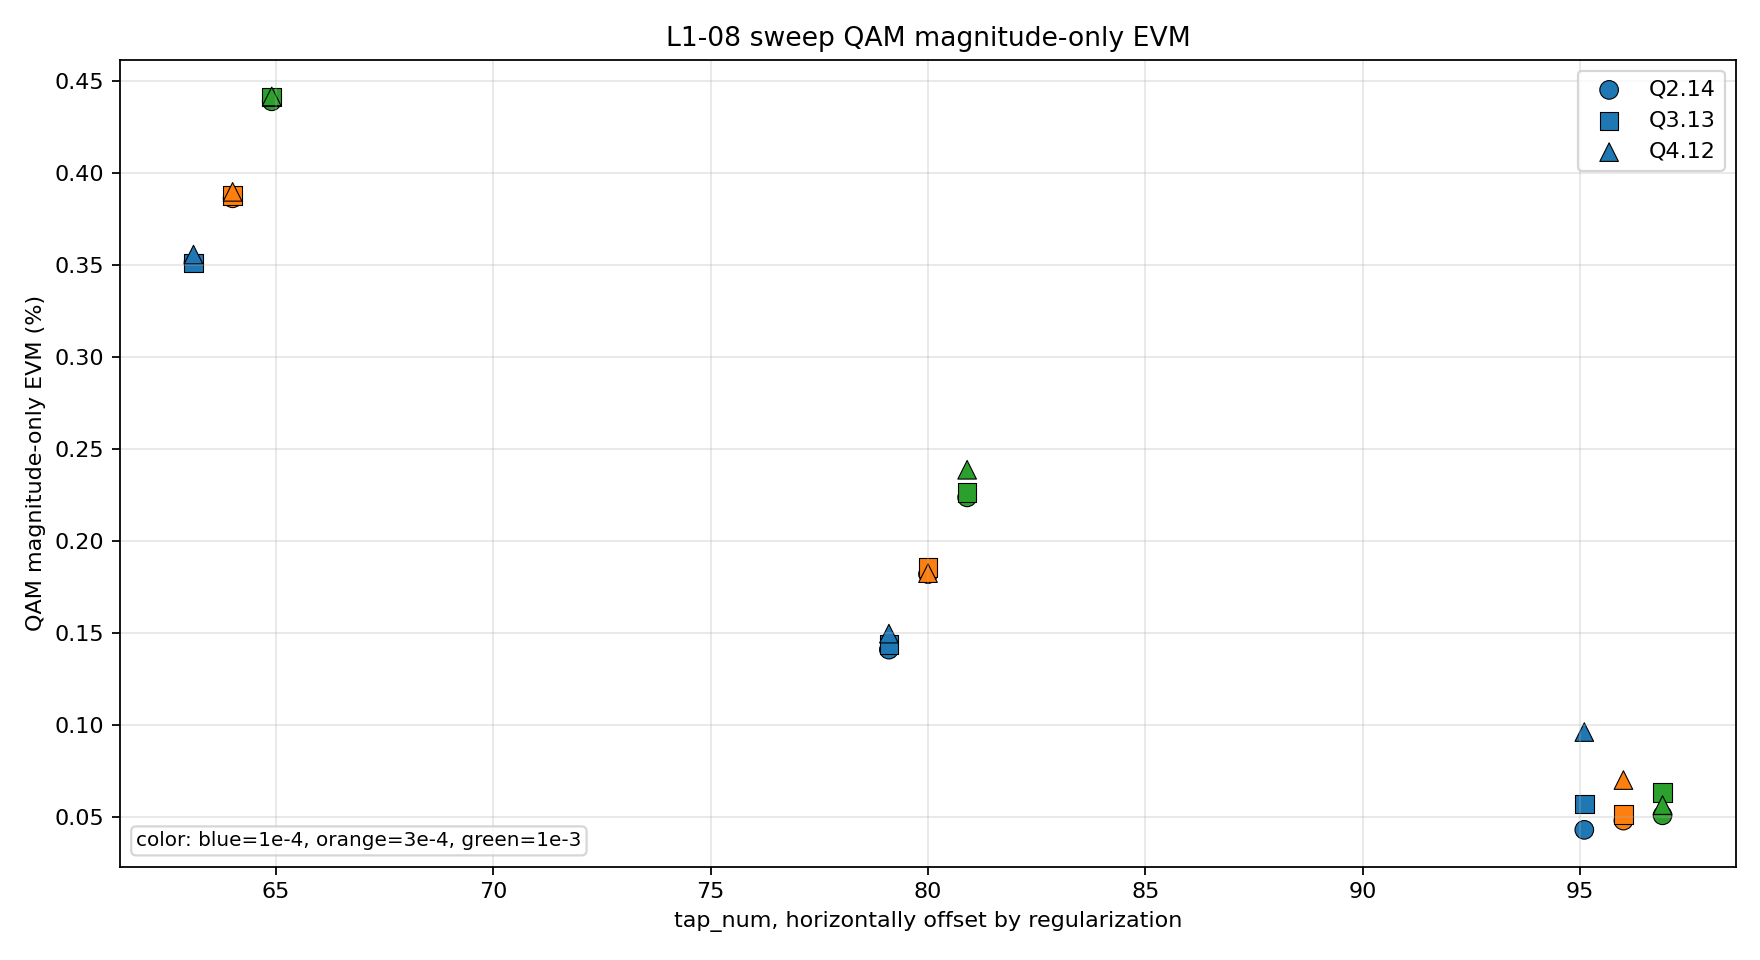 L1-08 sweep QAM magnitude-only EVM
QAM magnitude-only EVM (%)
0.45
0.40
0.35
0.30
0.25
0.20
0.15
0.10
0.05
Q2.14
Q3.13
Q4.12
color: blue=1e-4, orange=3e-4, green=1e-3
65 70 75 80 85 90 95
tap_num, horizontally offset by regularization